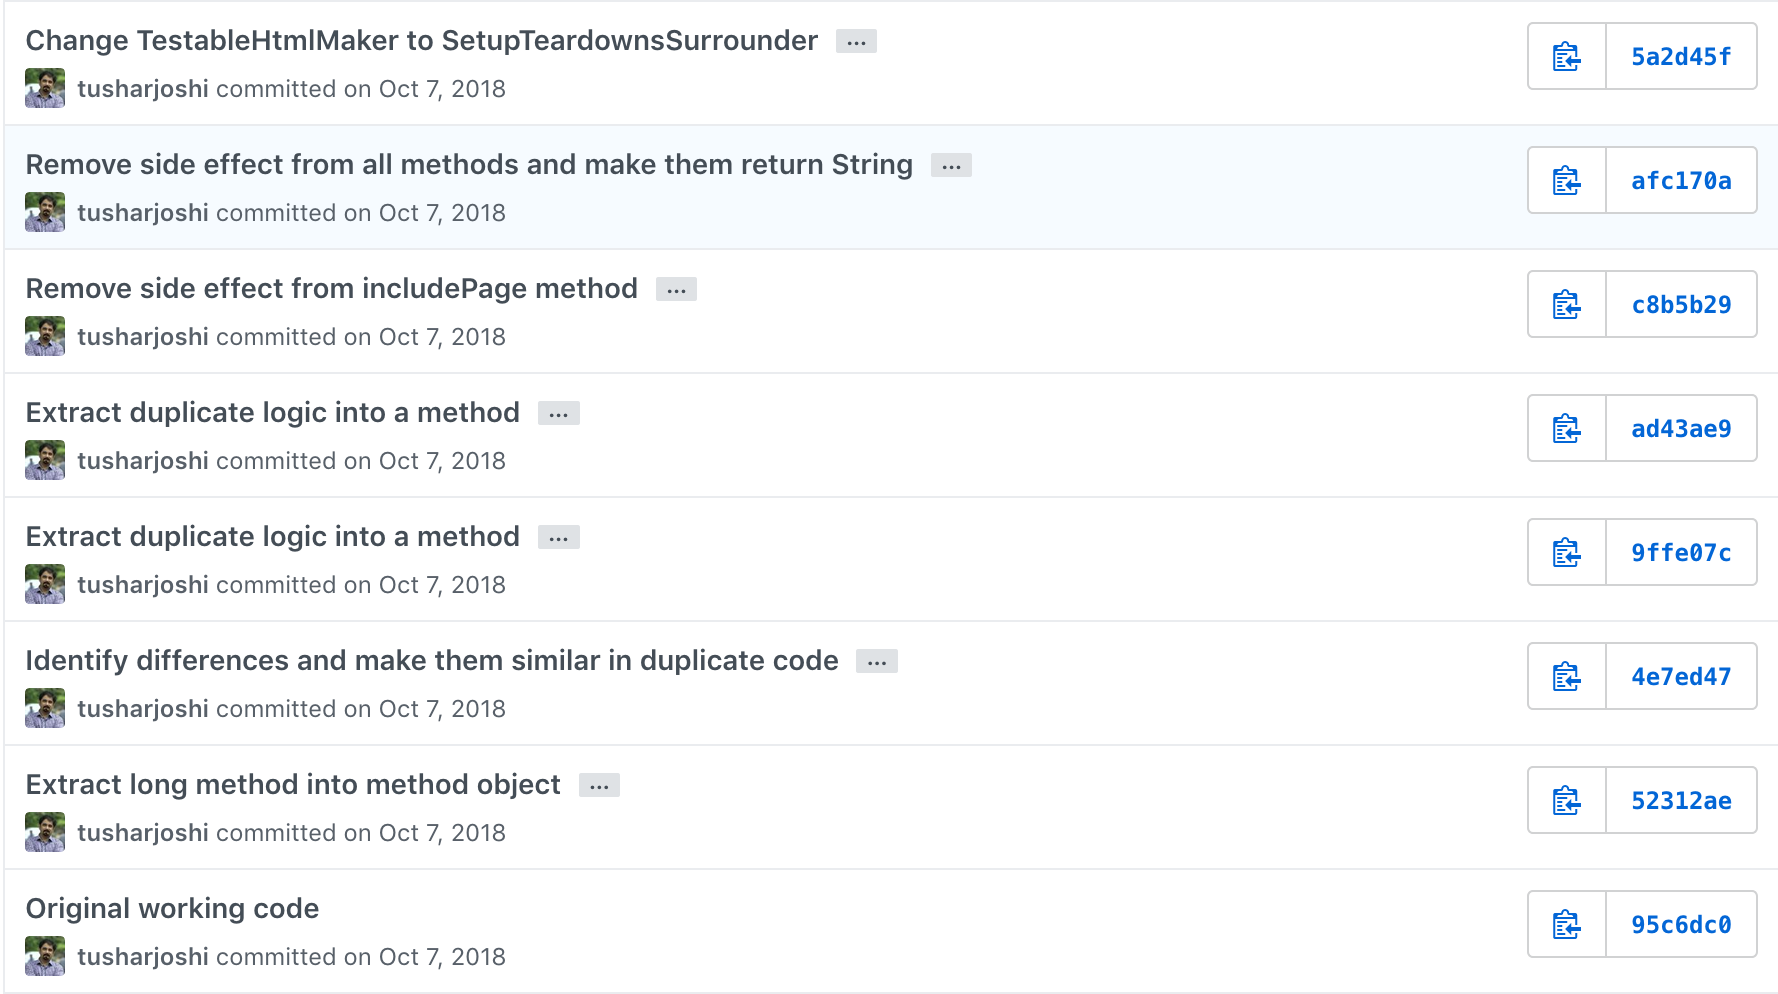 Change TestableHtmlMaker to SetupTeardownsSurrounder ...
5a2d45f
tusharjoshi committed on Oct 7, 2018
Remove side effect from all methods and make them return String ...
afc170a
tusharjoshi committed on Oct 7, 2018
Remove side effect from includePage method ...
c8b5b29
tusharjoshi committed on Oct 7, 2018
Extract duplicate logic into a method ...
ad43ae9
tusharjoshi committed on Oct 7, 2018
Extract duplicate logic into a method ...
9ffe07c
tusharjoshi committed on Oct 7, 2018
Identify differences and make them similar in duplicate code ...
4e7ed47
tusharjoshi committed on Oct 7, 2018
Extract long method into method object ...
52312ae
tusharjoshi committed on Oct 7, 2018
Original working code
95c6dc0
tusharjoshi committed on Oct 7, 2018